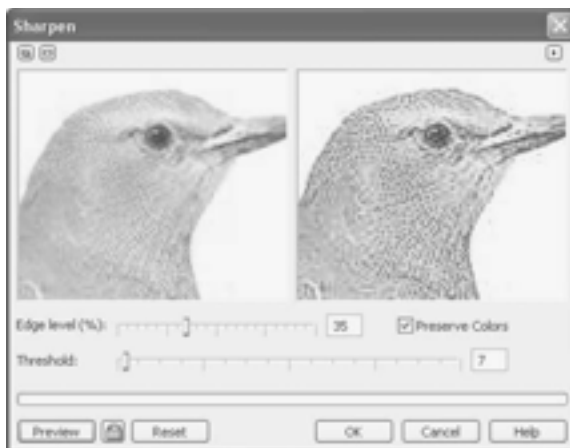 Sharpen
Edge level (%): 35 Preserve Colors
Threshold: 7
Preview Reset OK Cancel Help